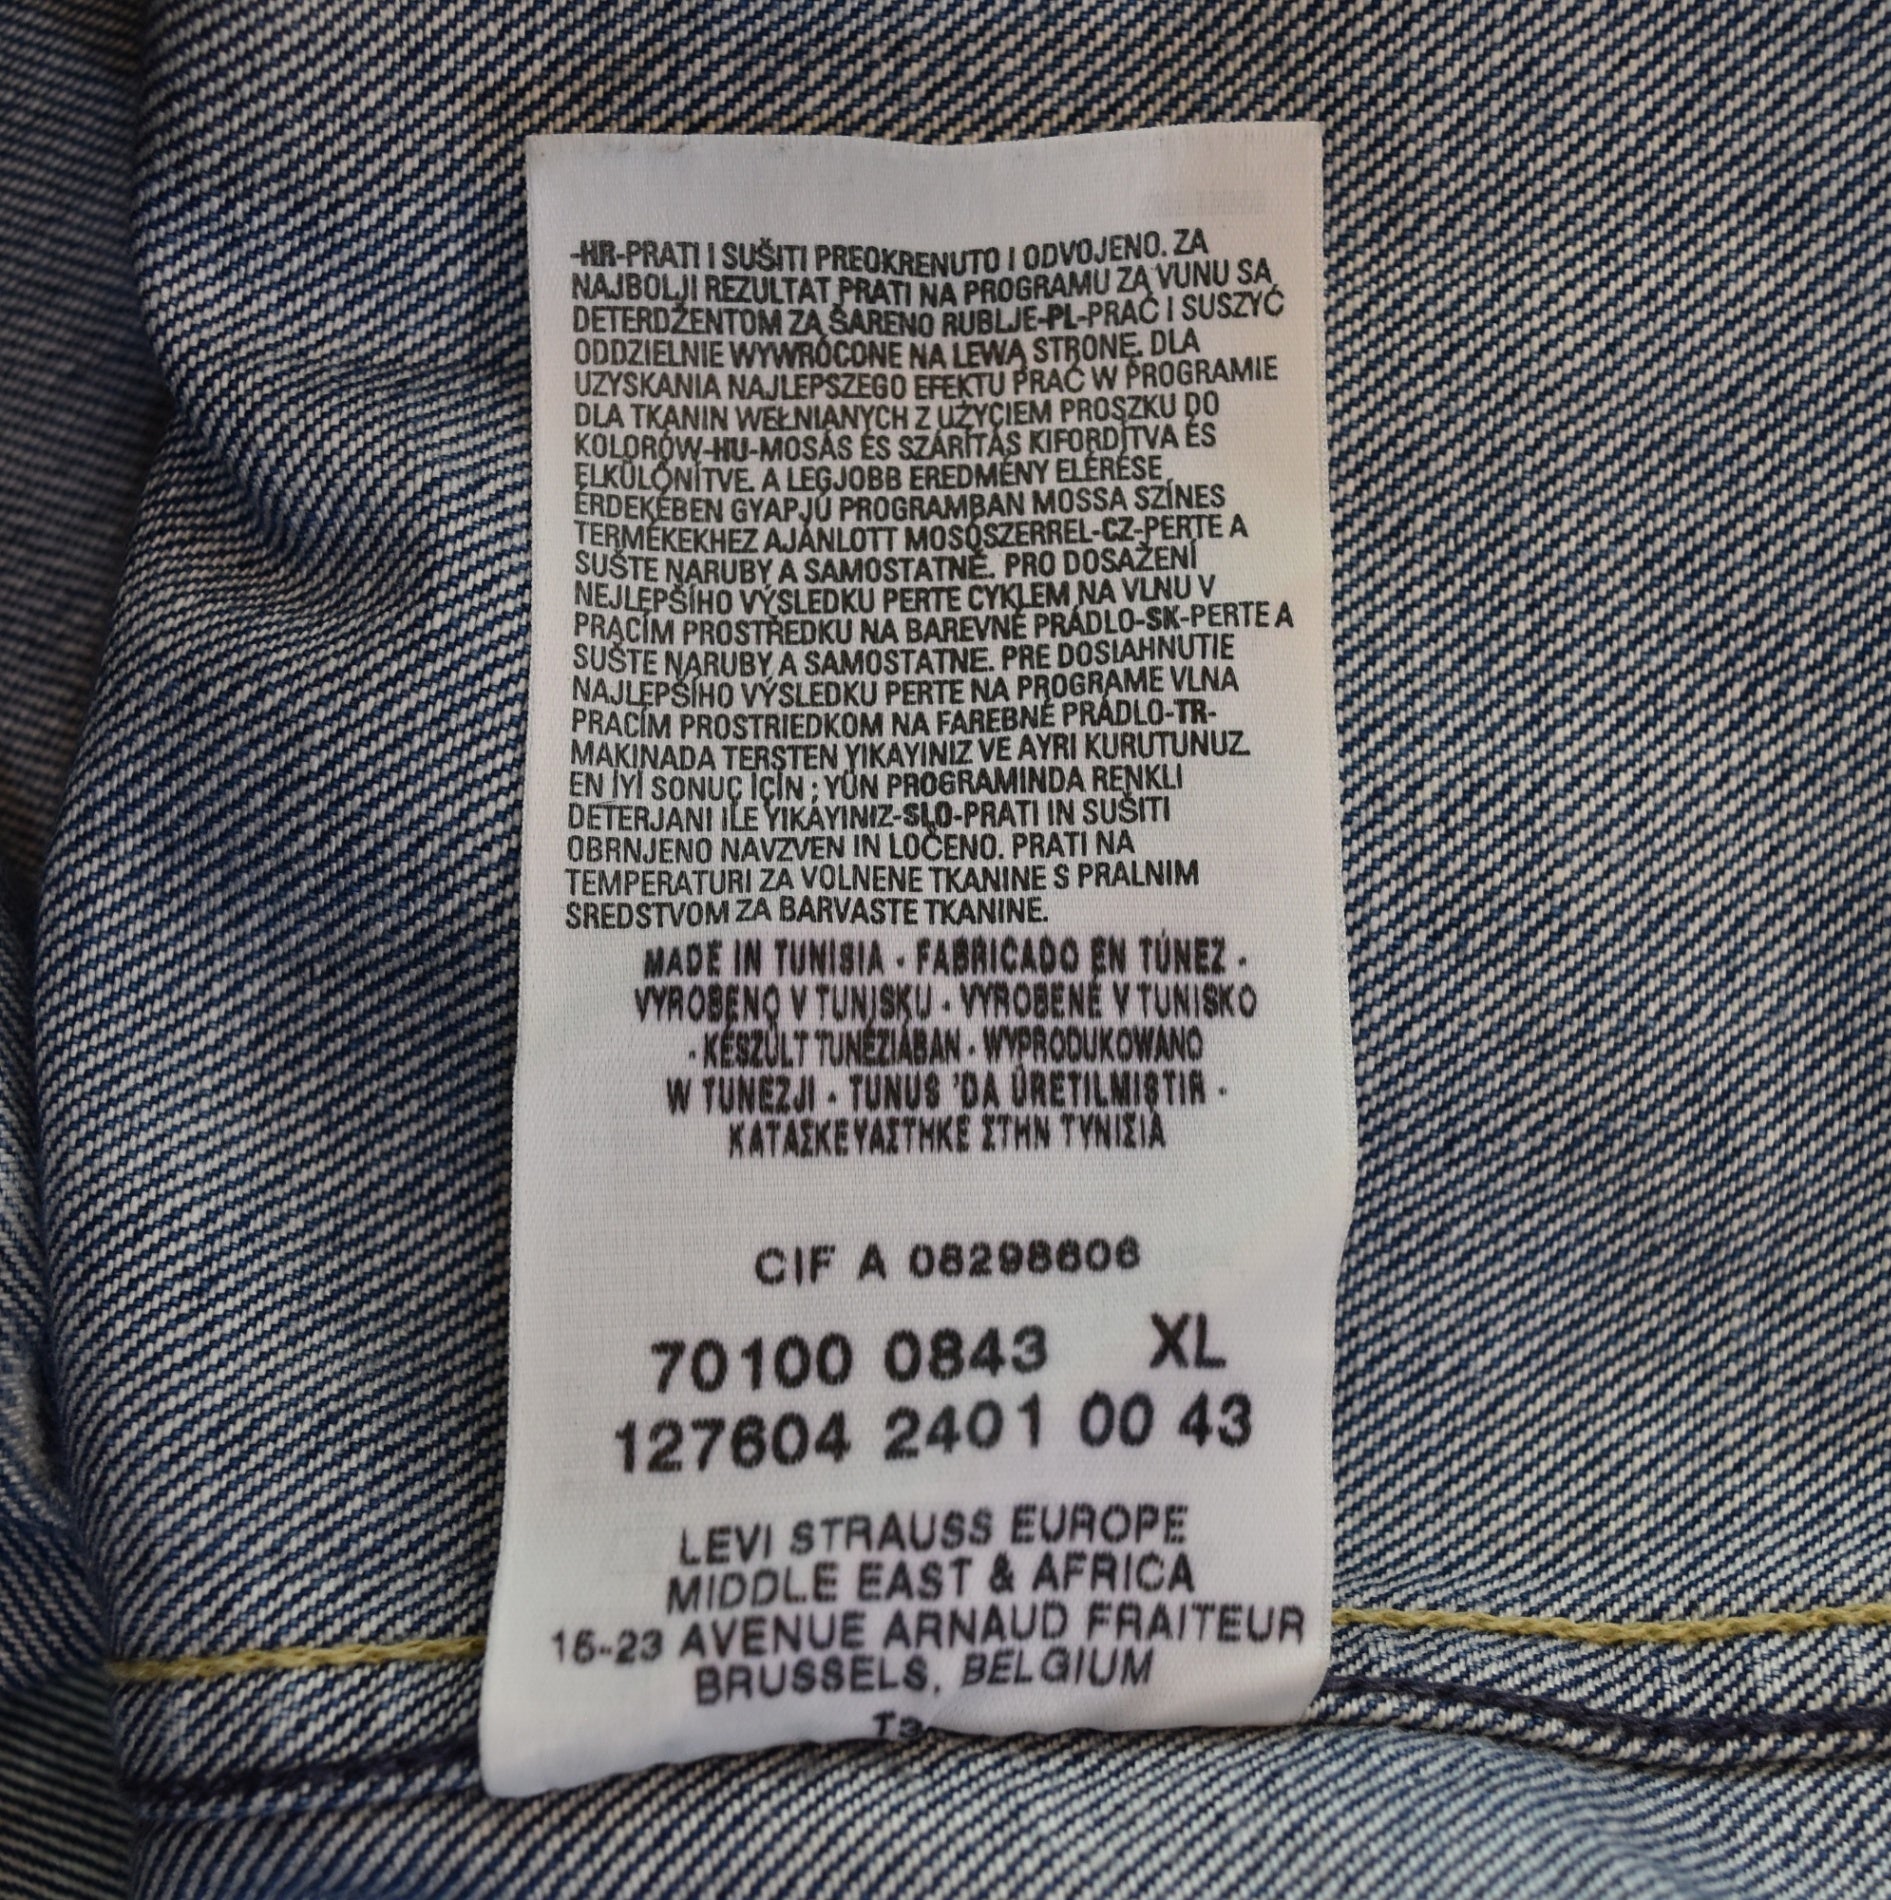 -HR-PRATI I SUŠITI PREOKRENUTO I ODVOJENO. ZA
NAJBOLJI REZULTAT PRATI NA PROGRAMU ZA VUNU SA
DETERDŽENTOM ZA ŠARENO RUBLJE-PL-PRAĆ I SUSZYĆ
ODDZIELNIE WYWRÓCONE NA LEWĄ STRONĘ. DLA
UZYSKANIA NAJLEPSZEGO EFEKTU PRAĆ W PROGRAMIE
DLA TKANIN WEŁNIANYCH Z UŻYCIEM PROSZKU DO
KOLORÓW-HU-MOSÁS ÉS SZÁRÍTÁS KIFORDÍTVA ÉS
ELKÜLÖNÍTVE. A LEGJOBB EREDMÉNY ELÉRÉSE
ÉRDEKÉBEN GYAPJÚ PROGRAMBAN MOSSA SZÍNES
TERMÉKEKHEZ AJÁNLOTT MOSÓSZERREL-CZ-PERTE A
SUŠTE NARUBY A SAMOSTATNĚ. PRO DOSAŽENÍ
NEJLEPŠÍHO VÝSLEDKU PERTE CYKLEM NA VLNU V
PRACÍM PROSTŘEDKU NA BAREVNÉ PRÁDLO-SK-PERTE A
SUŠTE NARUBY A SAMOSTATNE. PRE DOSIAHNUTIE
NAJLEPŠÍHO VÝSLEDKU PERTE NA PROGRAME VLNA
PRACÍM PROSTRIEDKOM NA FAREBNÉ PRÁDLO-TR-
MAKINADA TERSTEN YIKAYINIZ VE AYRI KURUTUNUZ.
EN İYİ SONUÇ İÇİN ; YÜN PROGRAMINDA RENKLI
DETERJANI ILE YIKAYINIZ-SLO-PRATI IN SUŠITI
OBRNJENO NAVZVEN IN LOČENO. PRATI NA
TEMPERATURI ZA VOLNENE TKANINE S PRALNIM
SREDSTVOM ZA BARVASTE TKANINE.
MADE IN TUNISIA · FABRICADO EN TÚNEZ ·
VYROBENO V TUNISKU · VYROBENÉ V TUNISKO
· KÉSZÜLT TUNÉZIÁBAN · WYPRODUKOWANO
W TUNEZJI · TUNUS 'DA ÜRETILMISTIR ·
ΚΑΤΑΣΚΕΥΑΣΤΗΚΕ ΣΤΗΝ ΤΥΝΙΣΙΑ
CIF A 08298606
70100 0843 XL
127604 2401 00 43
LEVI STRAUSS EUROPE
MIDDLE EAST & AFRICA
16-23 AVENUE ARNAUD FRAITEUR
BRUSSELS, BELGIUM